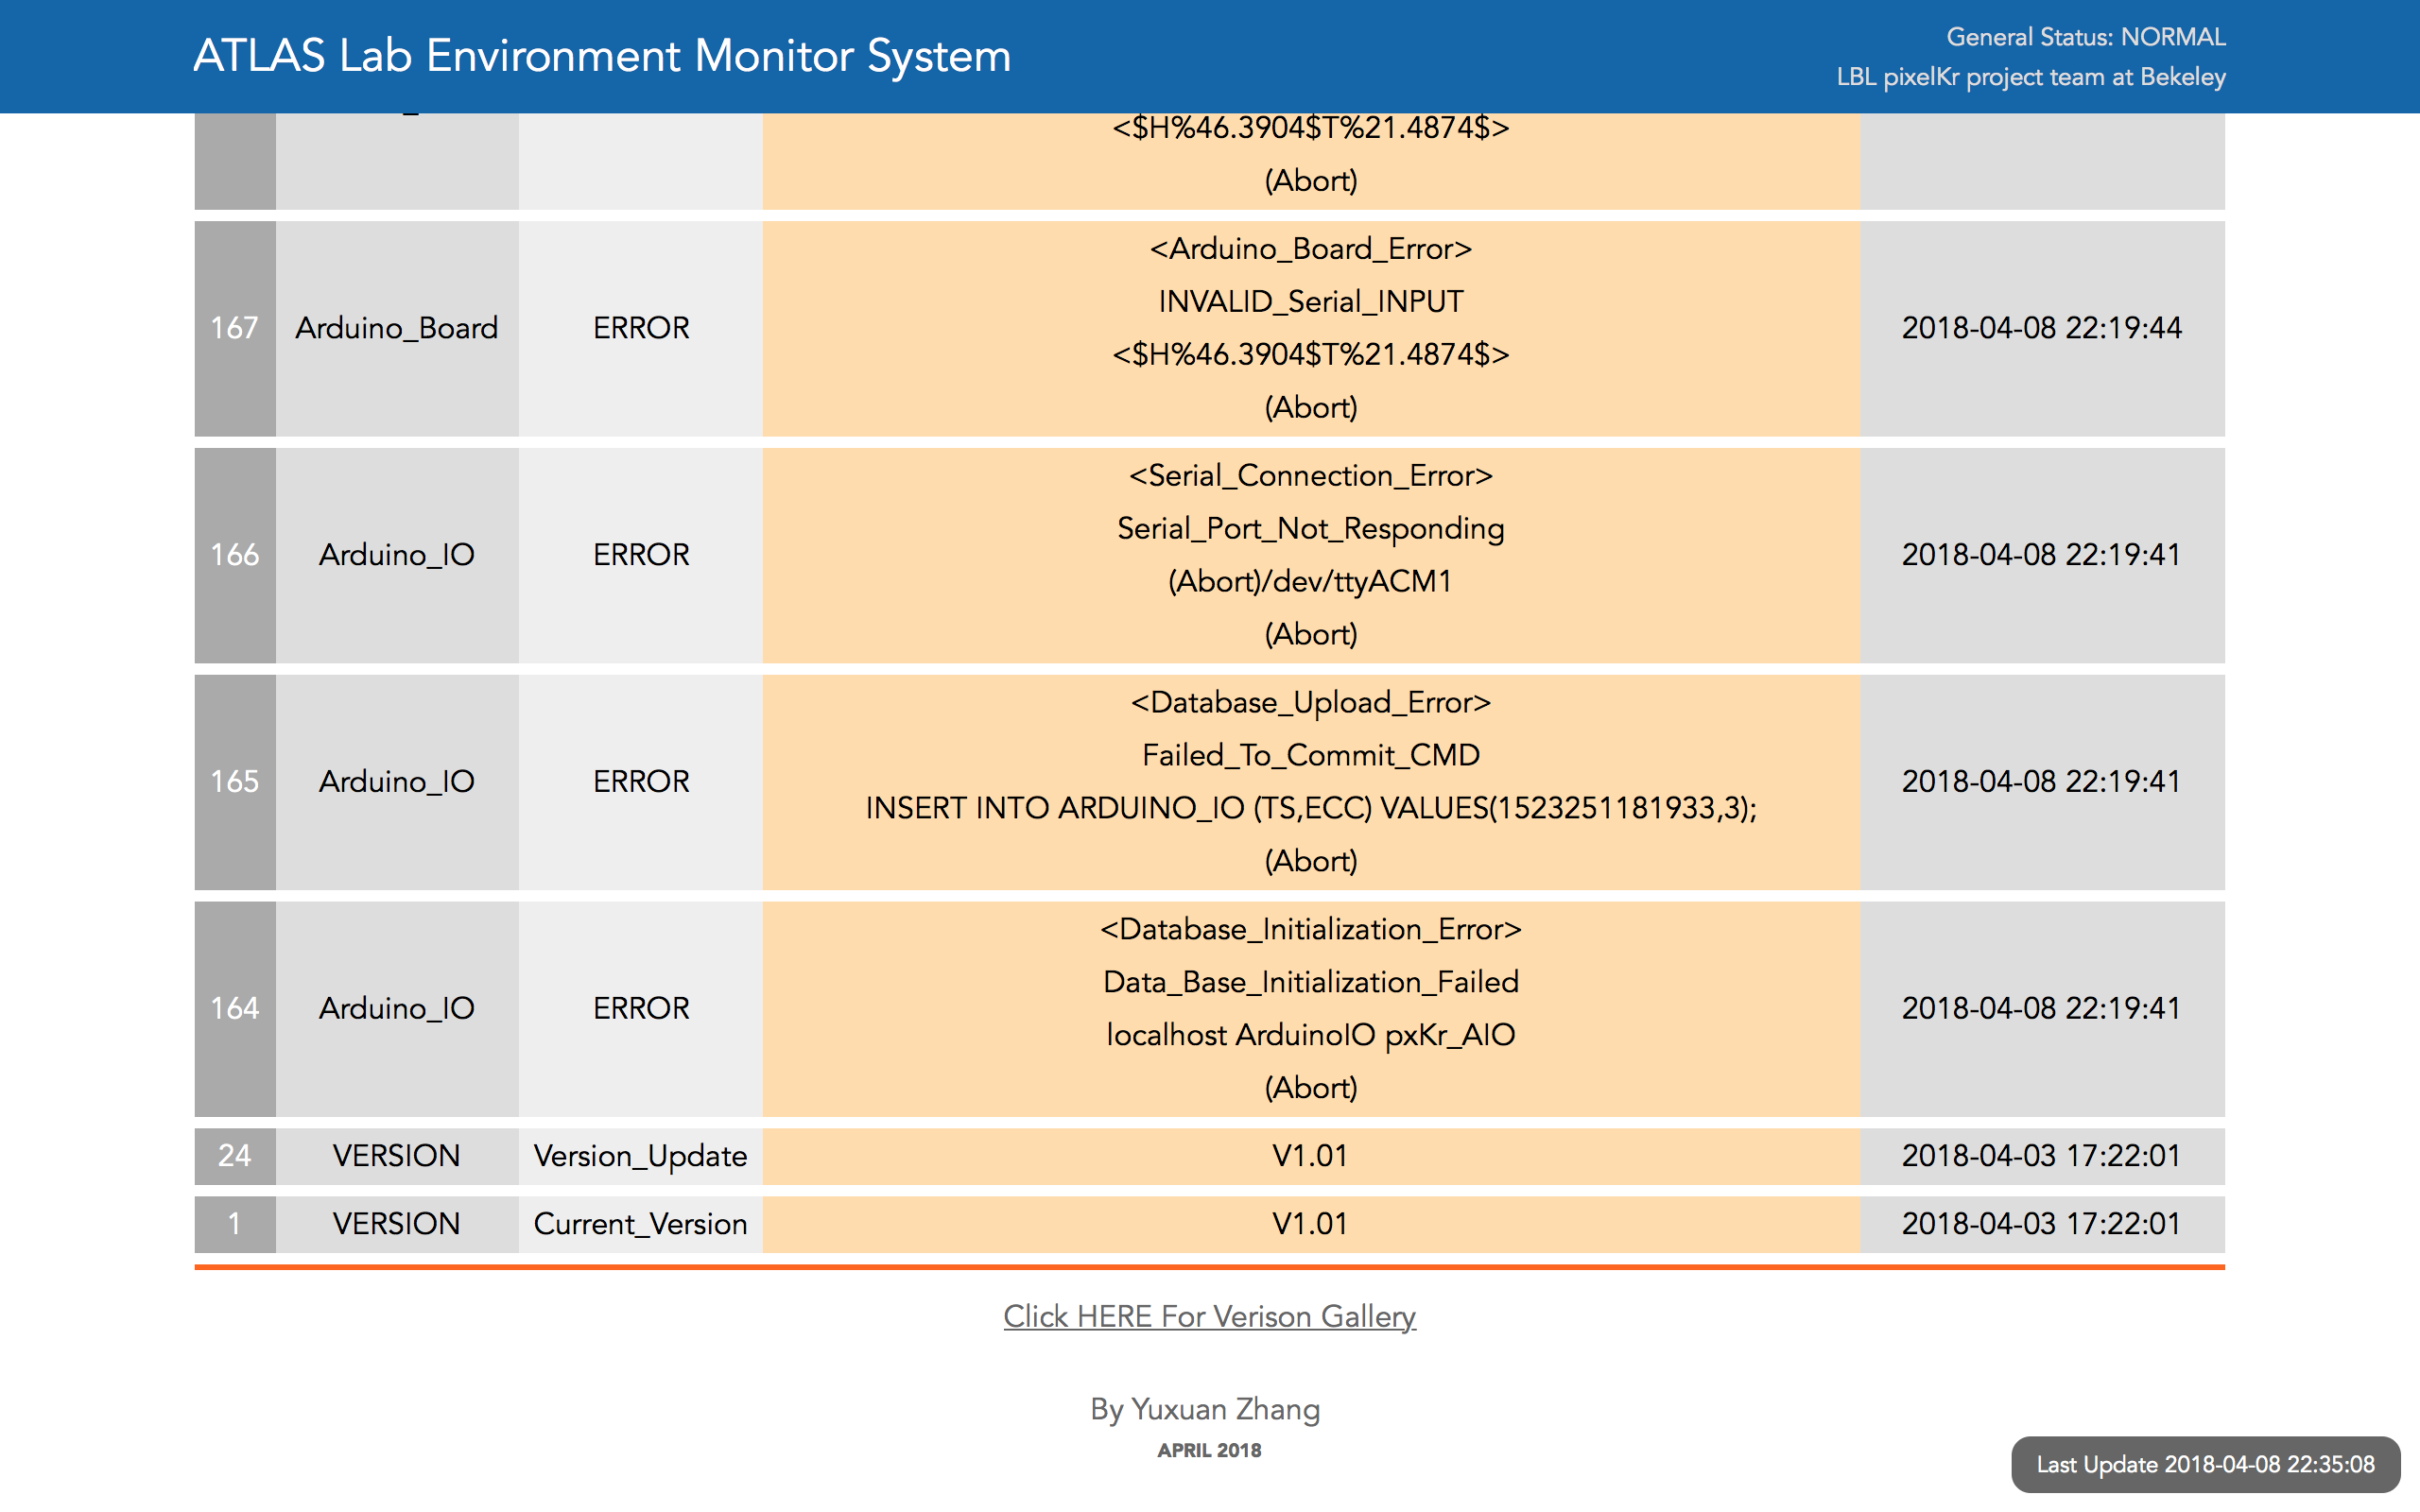 ATLAS Lab Environment Monitor System
General Status: NORMAL
LBL pixelKr project team at Bekeley
<$H%46.3904$T%21.4874$>
(Abort)
167
Arduino_Board
ERROR
<Arduino_Board_Error>
INVALID_Serial_INPUT
<$H%46.3904$T%21.4874$>
(Abort)
2018-04-08 22:19:44
166
Arduino_IO
ERROR
<Serial_Connection_Error>
Serial_Port_Not_Responding
(Abort)/dev/ttyACM1
(Abort)
2018-04-08 22:19:41
165
Arduino_IO
ERROR
<Database_Upload_Error>
Failed_To_Commit_CMD
INSERT INTO ARDUINO_IO (TS,ECC) VALUES(1523251181933,3);
(Abort)
2018-04-08 22:19:41
164
Arduino_IO
ERROR
<Database_Initialization_Error>
Data_Base_Initialization_Failed
localhost ArduinoIO pxKr_AIO
(Abort)
2018-04-08 22:19:41
24 VERSION Version_Update V1.01 2018-04-03 17:22:01
1 VERSION Current_Version V1.01 2018-04-03 17:22:01
Click HERE For Verison Gallery
By Yuxuan Zhang
APRIL 2018
Last Update 2018-04-08 22:35:08